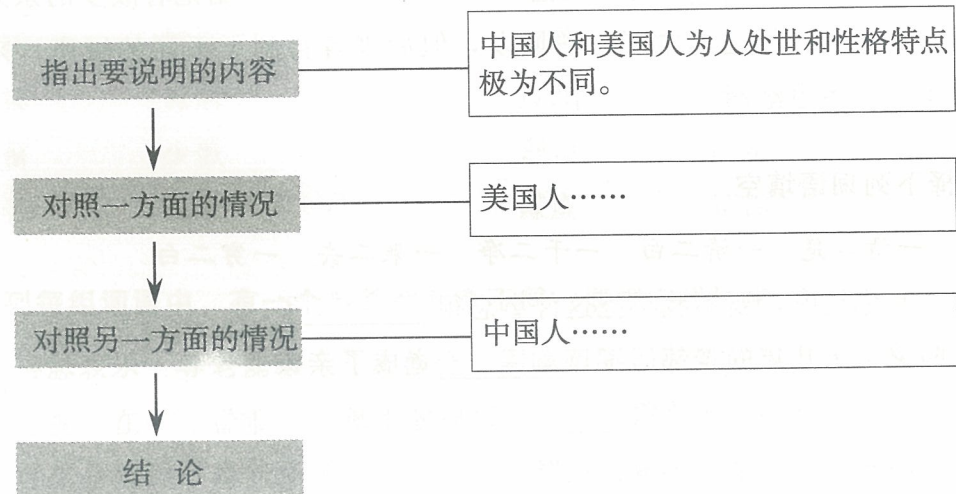 指出要说明的内容
中国人和美国人为人处世和性格特点
极为不同。
对照一方面的情况
美国人……
对照另一方面的情况
中国人……
结 论